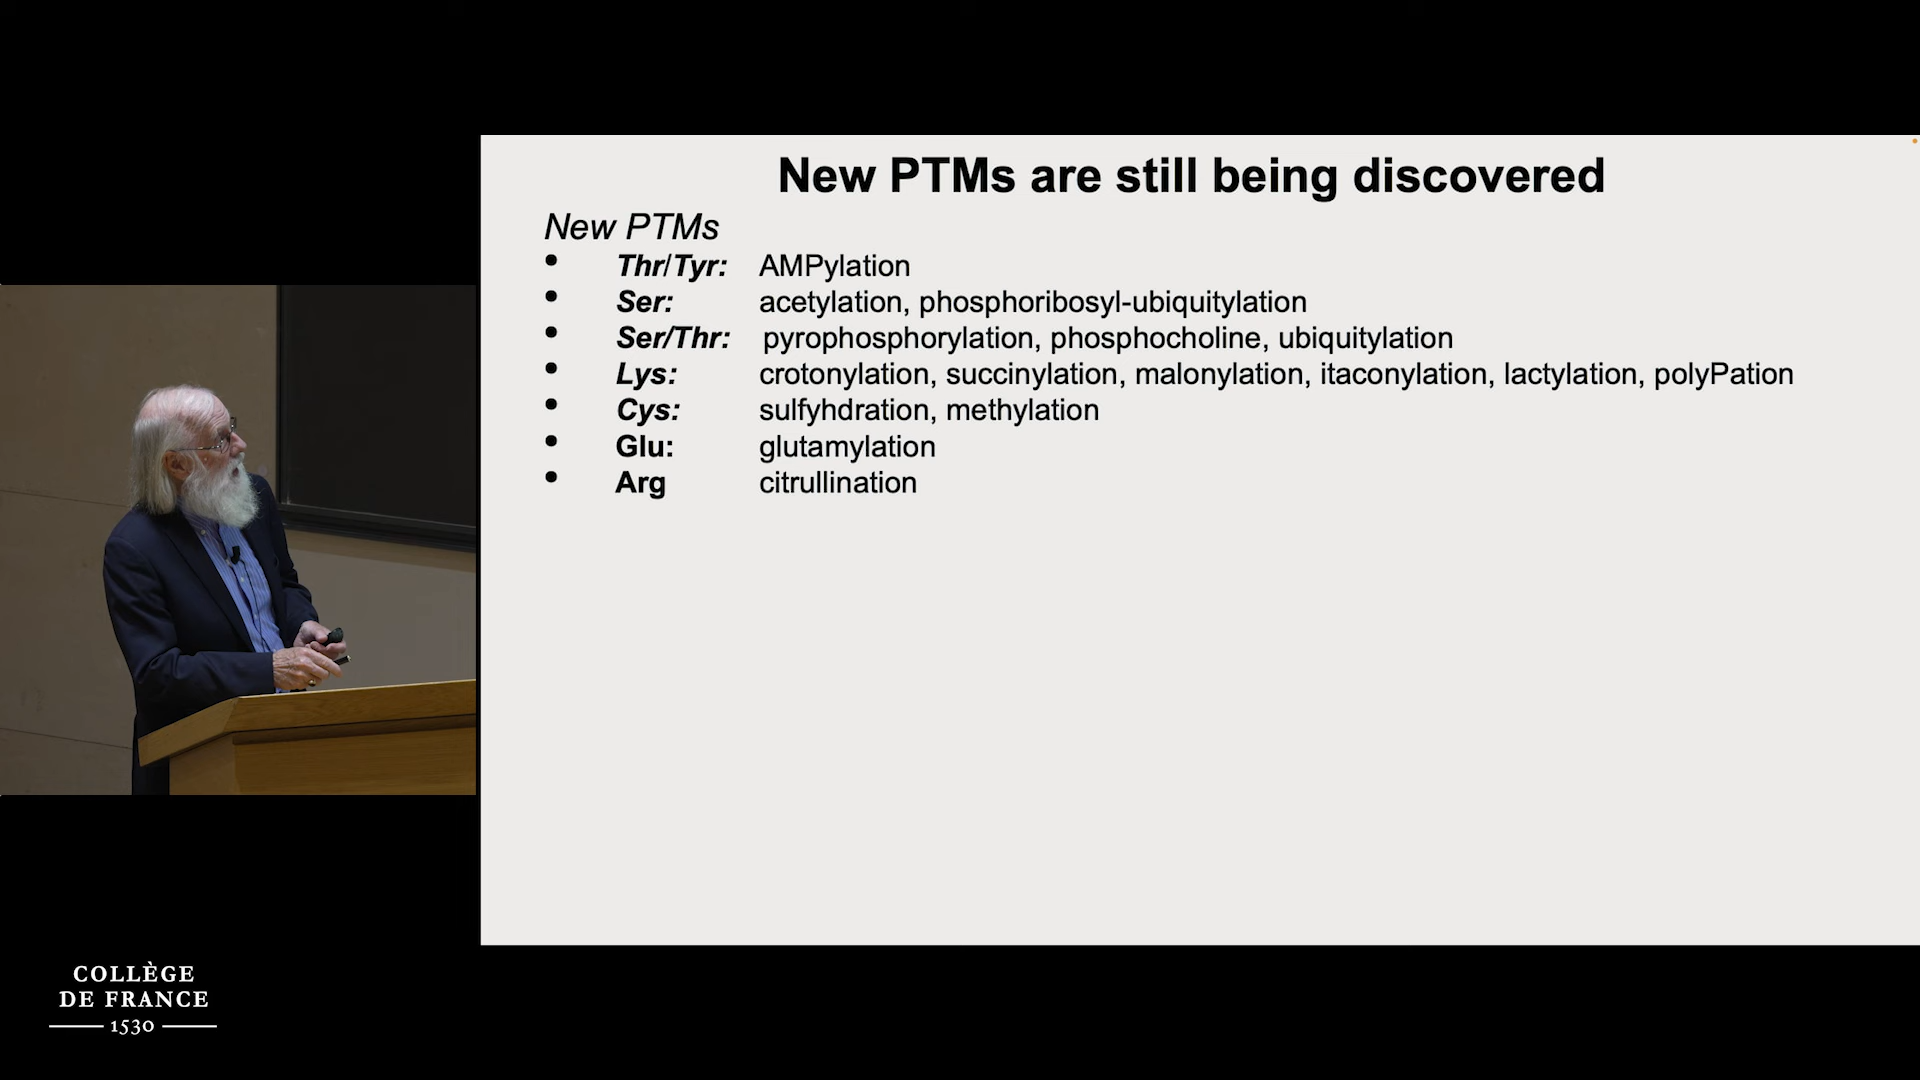 New PTMs are still being discovered
New PTMs
• Thr/Tyr: AMPylation
• Ser: acetylation, phosphoribosyl-ubiquitylation
• Ser/Thr: pyrophosphorylation, phosphocholine, ubiquitylation
• Lys: crotonylation, succinylation, malonylation, itaconylation, lactylation, polyPation
• Cys: sulfyhdration, methylation
• Glu: glutamylation
• Arg citrullination
COLLÈGE
DE FRANCE
1530